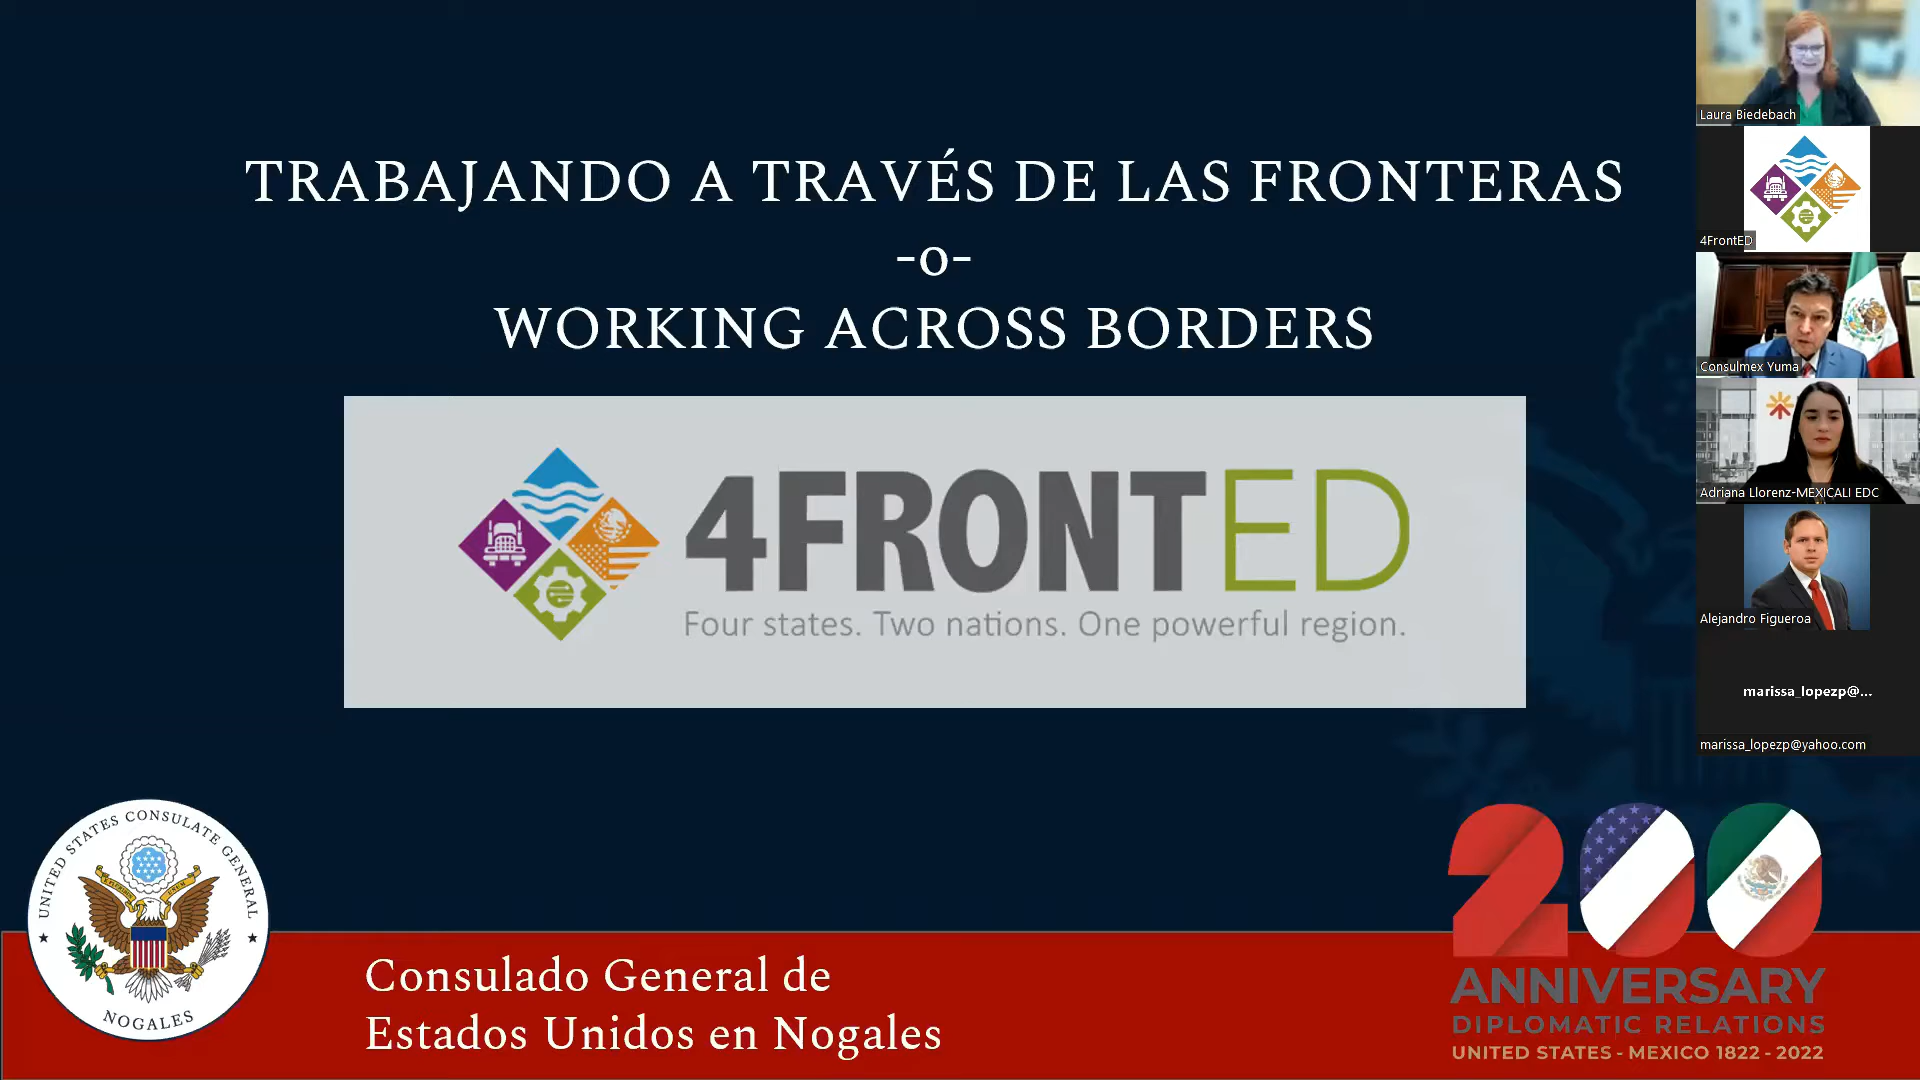 TRABAJANDO A TRAVÉS DE LAS FRONTERAS
-o-
WORKING ACROSS BORDERS
4FRONTED
Four states. Two nations. One powerful region.
UNITED STATES CONSULATE GENERAL
NOGALES
Consulado General de
Estados Unidos en Nogales
200
ANNIVERSARY
DIPLOMATIC RELATIONS
UNITED STATES - MEXICO 1822 - 2022
Laura Biedebach
4FrontED
Consulmex Yuma
Adriana Llorenz-MEXICALI EDC
Alejandro Figueroa
marissa_lopezp@...
marissa_lopezp@yahoo.com